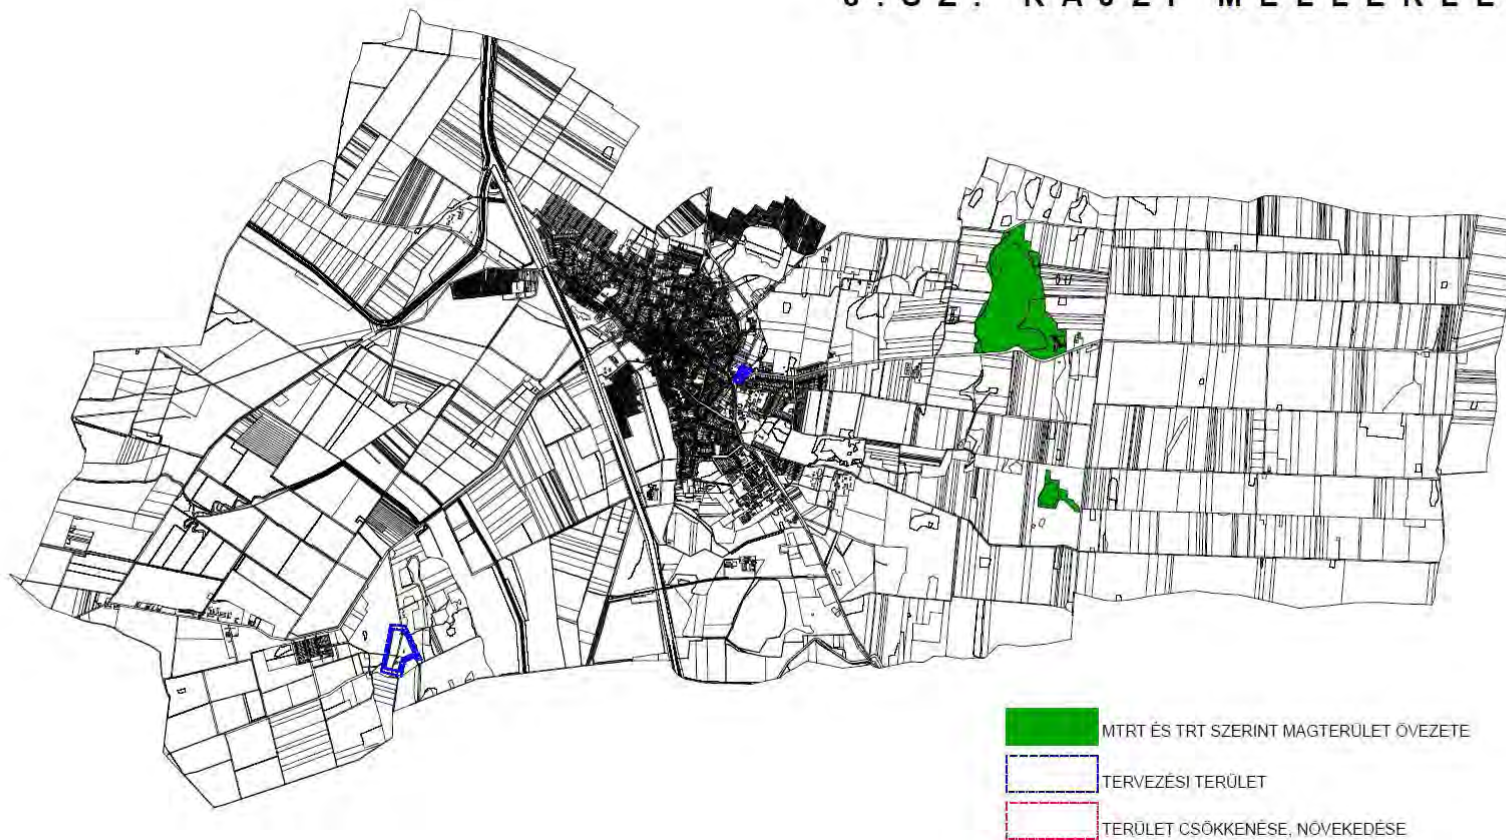 MTRT ÉS TRT SZERINT MAGTERÜLET ÖVEZETE
TERVEZÉSI TERÜLET
TERÜLET CSÖKKENÉSE, NÖVEKEDÉSE